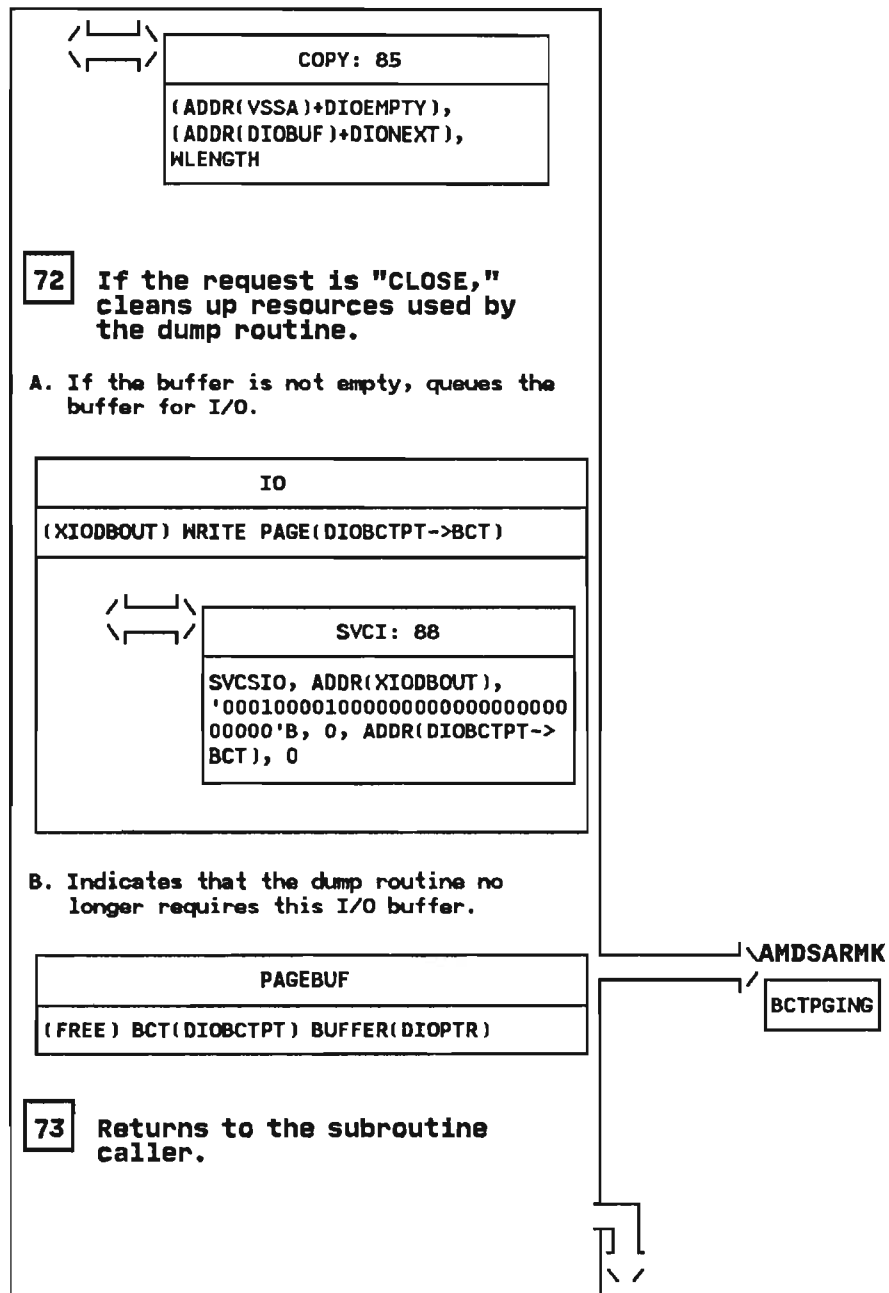 COPY: 85
(ADDR(VSSA)+DIOEMPTY),
(ADDR(DIOBUF)+DIONEXT),
WLENGTH
72 If the request is "CLOSE,"
cleans up resources used by
the dump routine.
A. If the buffer is not empty, queues the
buffer for I/O.
IO
(XIODBOUT) WRITE PAGE(DIOBCTPT->BCT)
SVCI: 88
SVCSIO, ADDR(XIODBOUT),
'000100001000000000000000000
00000'B, 0, ADDR(DIOBCTPT->
BCT), 0
B. Indicates that the dump routine no
longer requires this I/O buffer.
PAGEBUF
(FREE) BCT(DIOBCTPT) BUFFER(DIOPTR)
AMDSARMK
BCTPGING
73 Returns to the subroutine
caller.